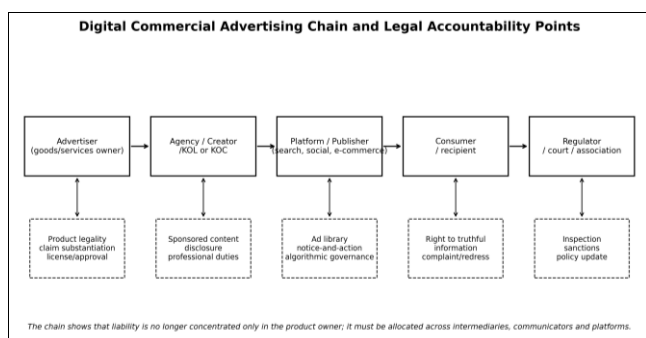 Digital Commercial Advertising Chain and Legal Accountability Points
Advertiser
(goods/services owner)
Agency / Creator
/KOL or KOC
Platform / Publisher
(search, social, e-commerce)
Consumer
/ recipient
Regulator
/ court / association
Product legality
claim substantiation
license/approval
Sponsored content
disclosure
professional duties
Ad library
notice-and-action
algorithmic governance
Right to truthful
information
complaint/redress
Inspection
sanctions
policy update
The chain shows that liability is no longer concentrated only in the product owner; it must be allocated across intermediaries, communicators and platforms.